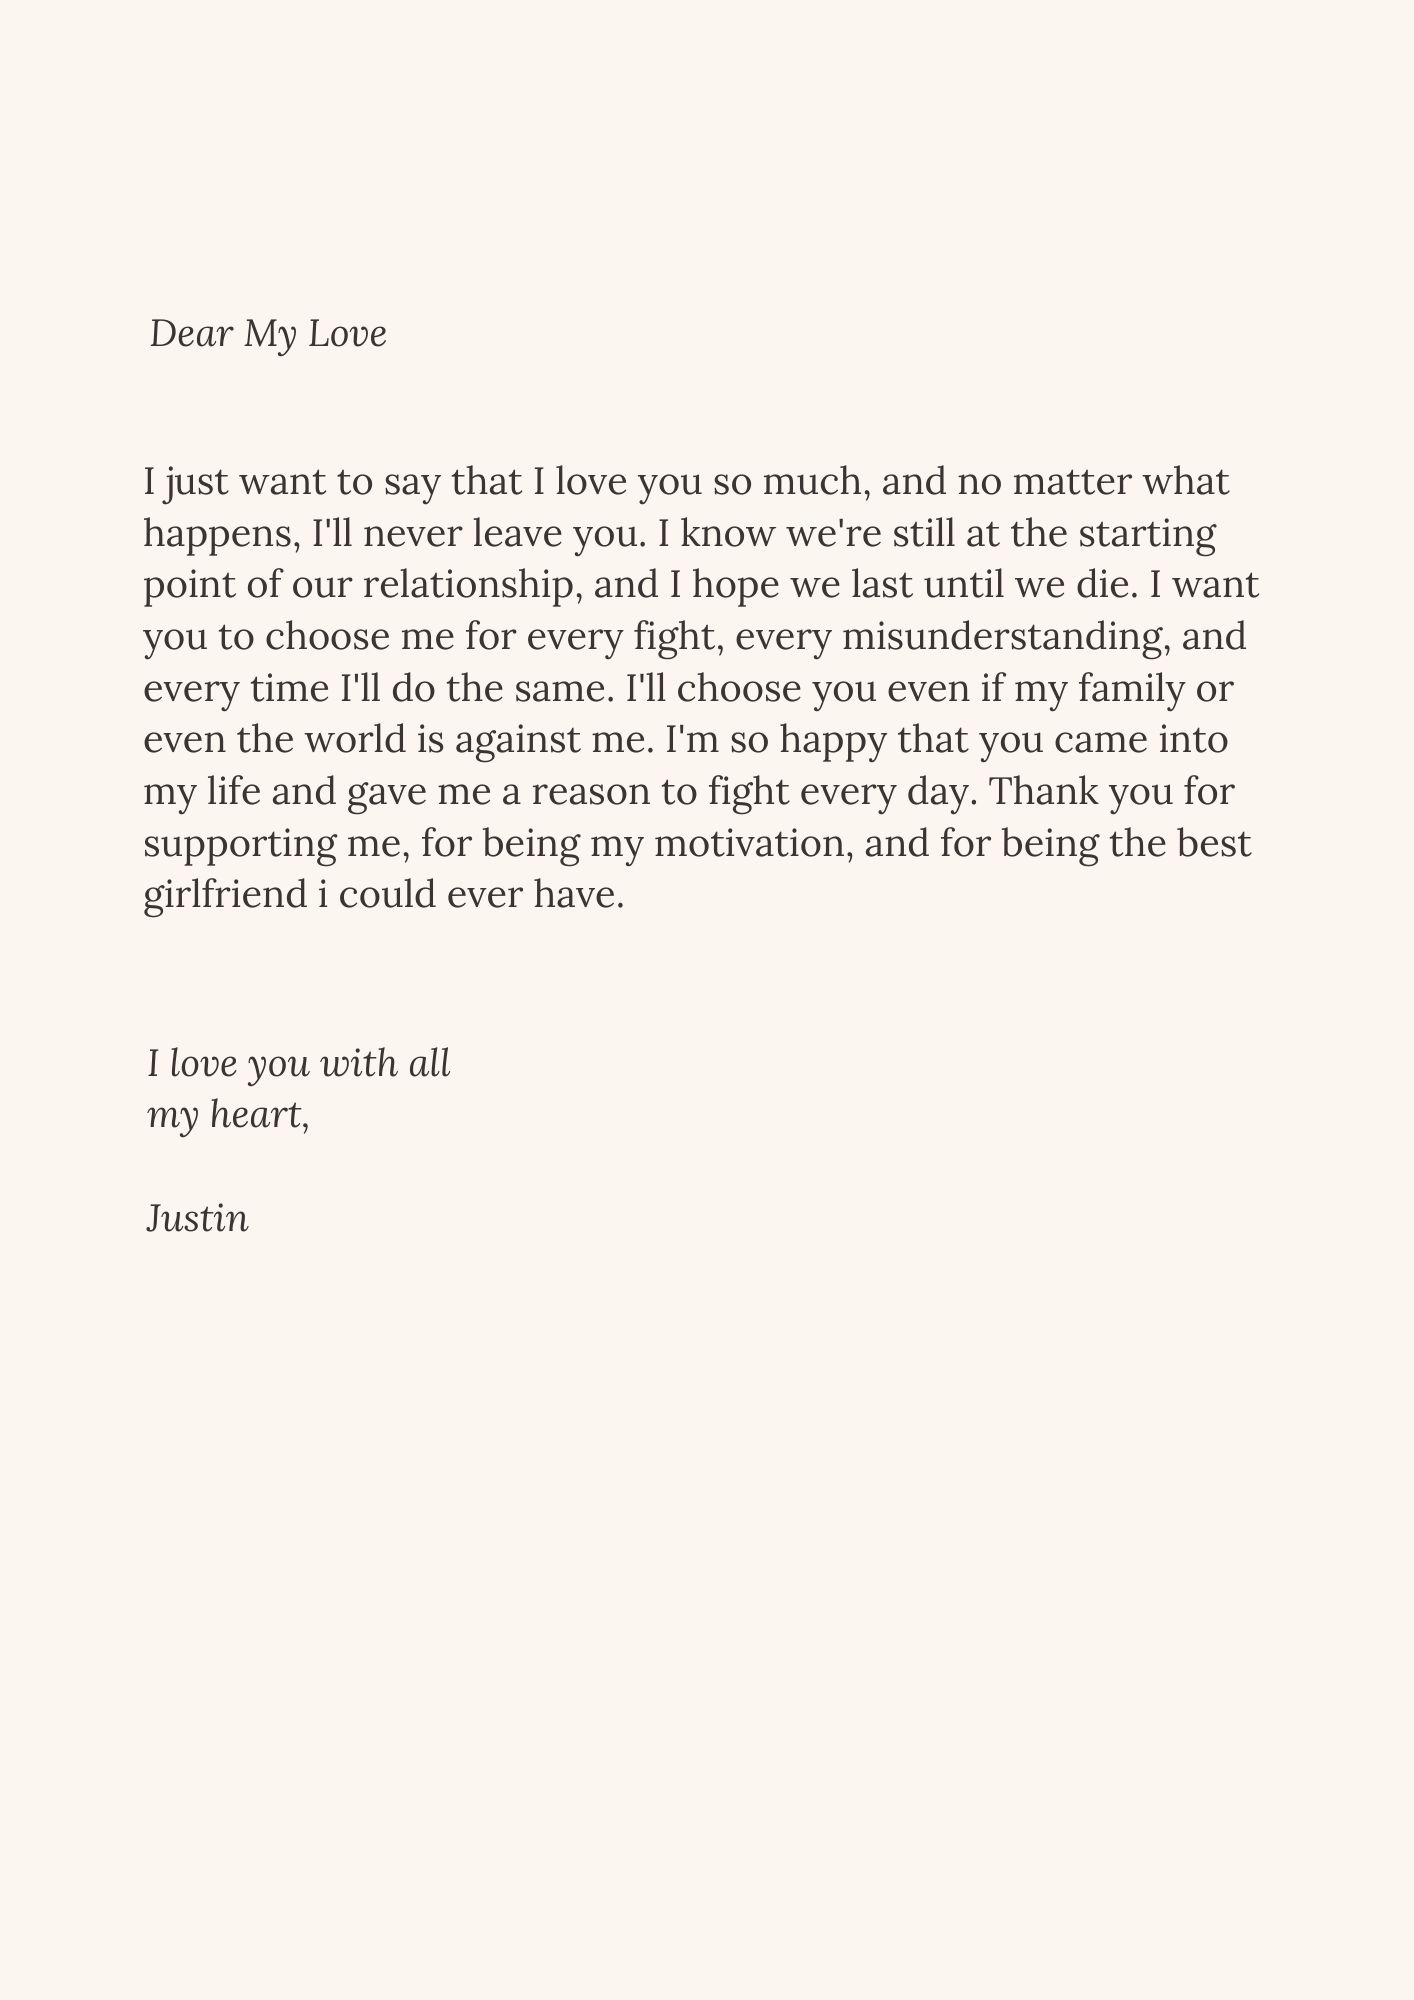 Dear My Love
I just want to say that I love you so much, and no matter what
happens, I'll never leave you. I know we're still at the starting
point of our relationship, and I hope we last until we die. I want
you to choose me for every fight, every misunderstanding, and
every time I'll do the same. I'll choose you even if my family or
even the world is against me. I'm so happy that you came into
my life and gave me a reason to fight every day. Thank you for
supporting me, for being my motivation, and for being the best
girlfriend i could ever have.
I love you with all
my heart,
Justin